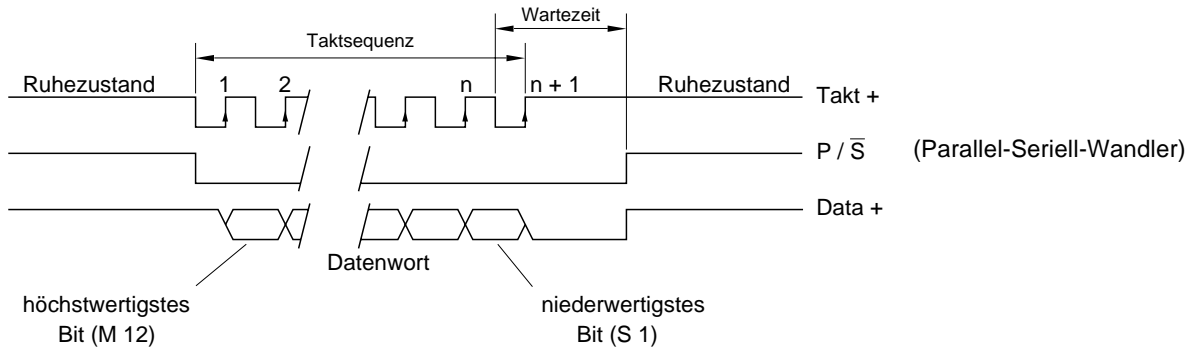 Wartezeit
Taktsequenz
Ruhezustand 1 2 n n + 1 Ruhezustand Takt +
P / S̅ (Parallel-Seriell-Wandler)
Data +
Datenwort
höchstwertigstes
Bit (M 12)
niederwertigstes
Bit (S 1)